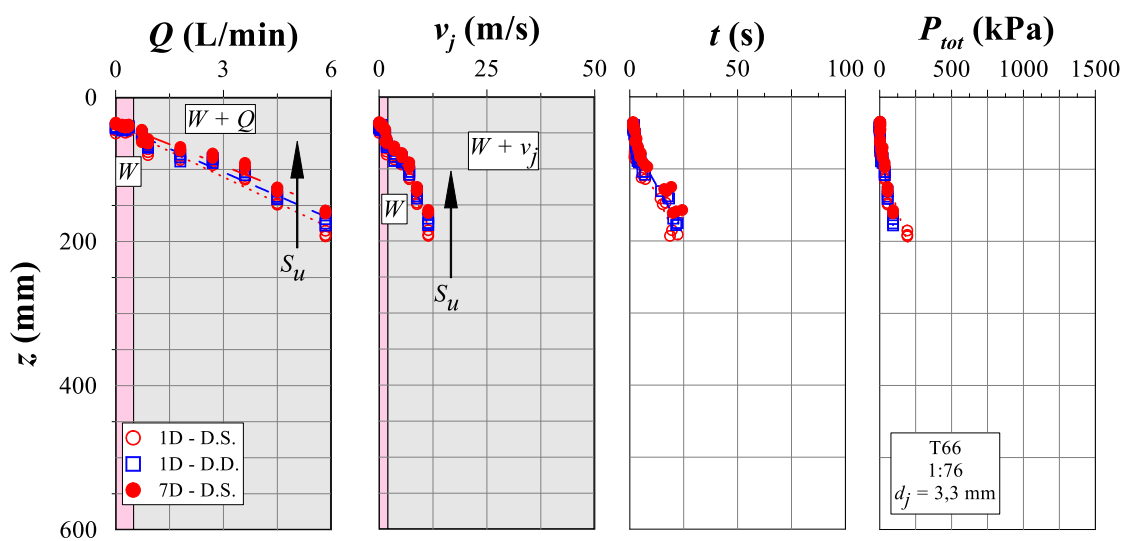 Q (L/min)
v_j (m/s)
t (s)
P_tot (kPa)
0 3 6
0 25 50
0 50 100
0 500 1000 1500
z (mm)
0
200
400
600
W + Q
W
S_u
W + v_j
W
S_u
1D - D.S.
1D - D.D.
7D - D.S.
T66
1:76
d_j = 3,3 mm